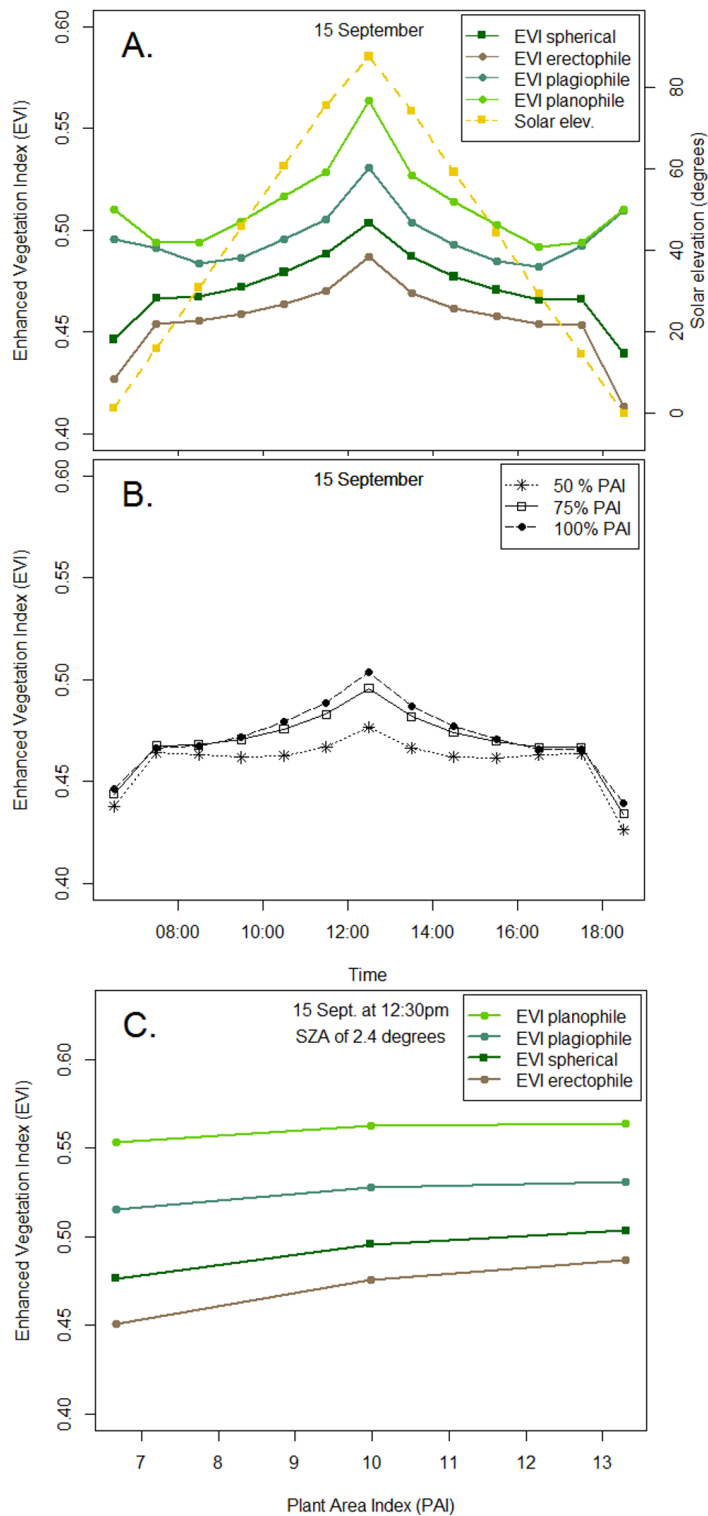 A.
15 September
EVI spherical
EVI erectophile
EVI plagiophile
EVI planophile
Solar elev.
Enhanced Vegetation Index (EVI)
0.60
0.55
0.50
0.45
0.40
Solar elevation (degrees)
80
60
40
20
0
B.
15 September
50 % PAI
75% PAI
100% PAI
Enhanced Vegetation Index (EVI)
0.60
0.55
0.50
0.45
0.40
08:00 10:00 12:00 14:00 16:00 18:00
Time
C.
15 Sept. at 12:30pm
SZA of 2.4 degrees
EVI planophile
EVI plagiophile
EVI spherical
EVI erectophile
Enhanced Vegetation Index (EVI)
0.60
0.55
0.50
0.45
0.40
7 8 9 10 11 12 13
Plant Area Index (PAI)